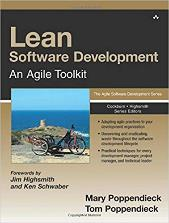 The Agile Software Development Series
Lean
Software Development
An Agile Toolkit
Cockburn • Highsmith
Series Editors
• Adapting agile practices to your
development organization
• Uncovering and eradicating
waste throughout the software
development lifecycle
• Practical techniques for every
development manager, project
manager, and technical leader
Forewords by
Jim Highsmith
and Ken Schwaber
Mary Poppendieck
Tom Poppendieck